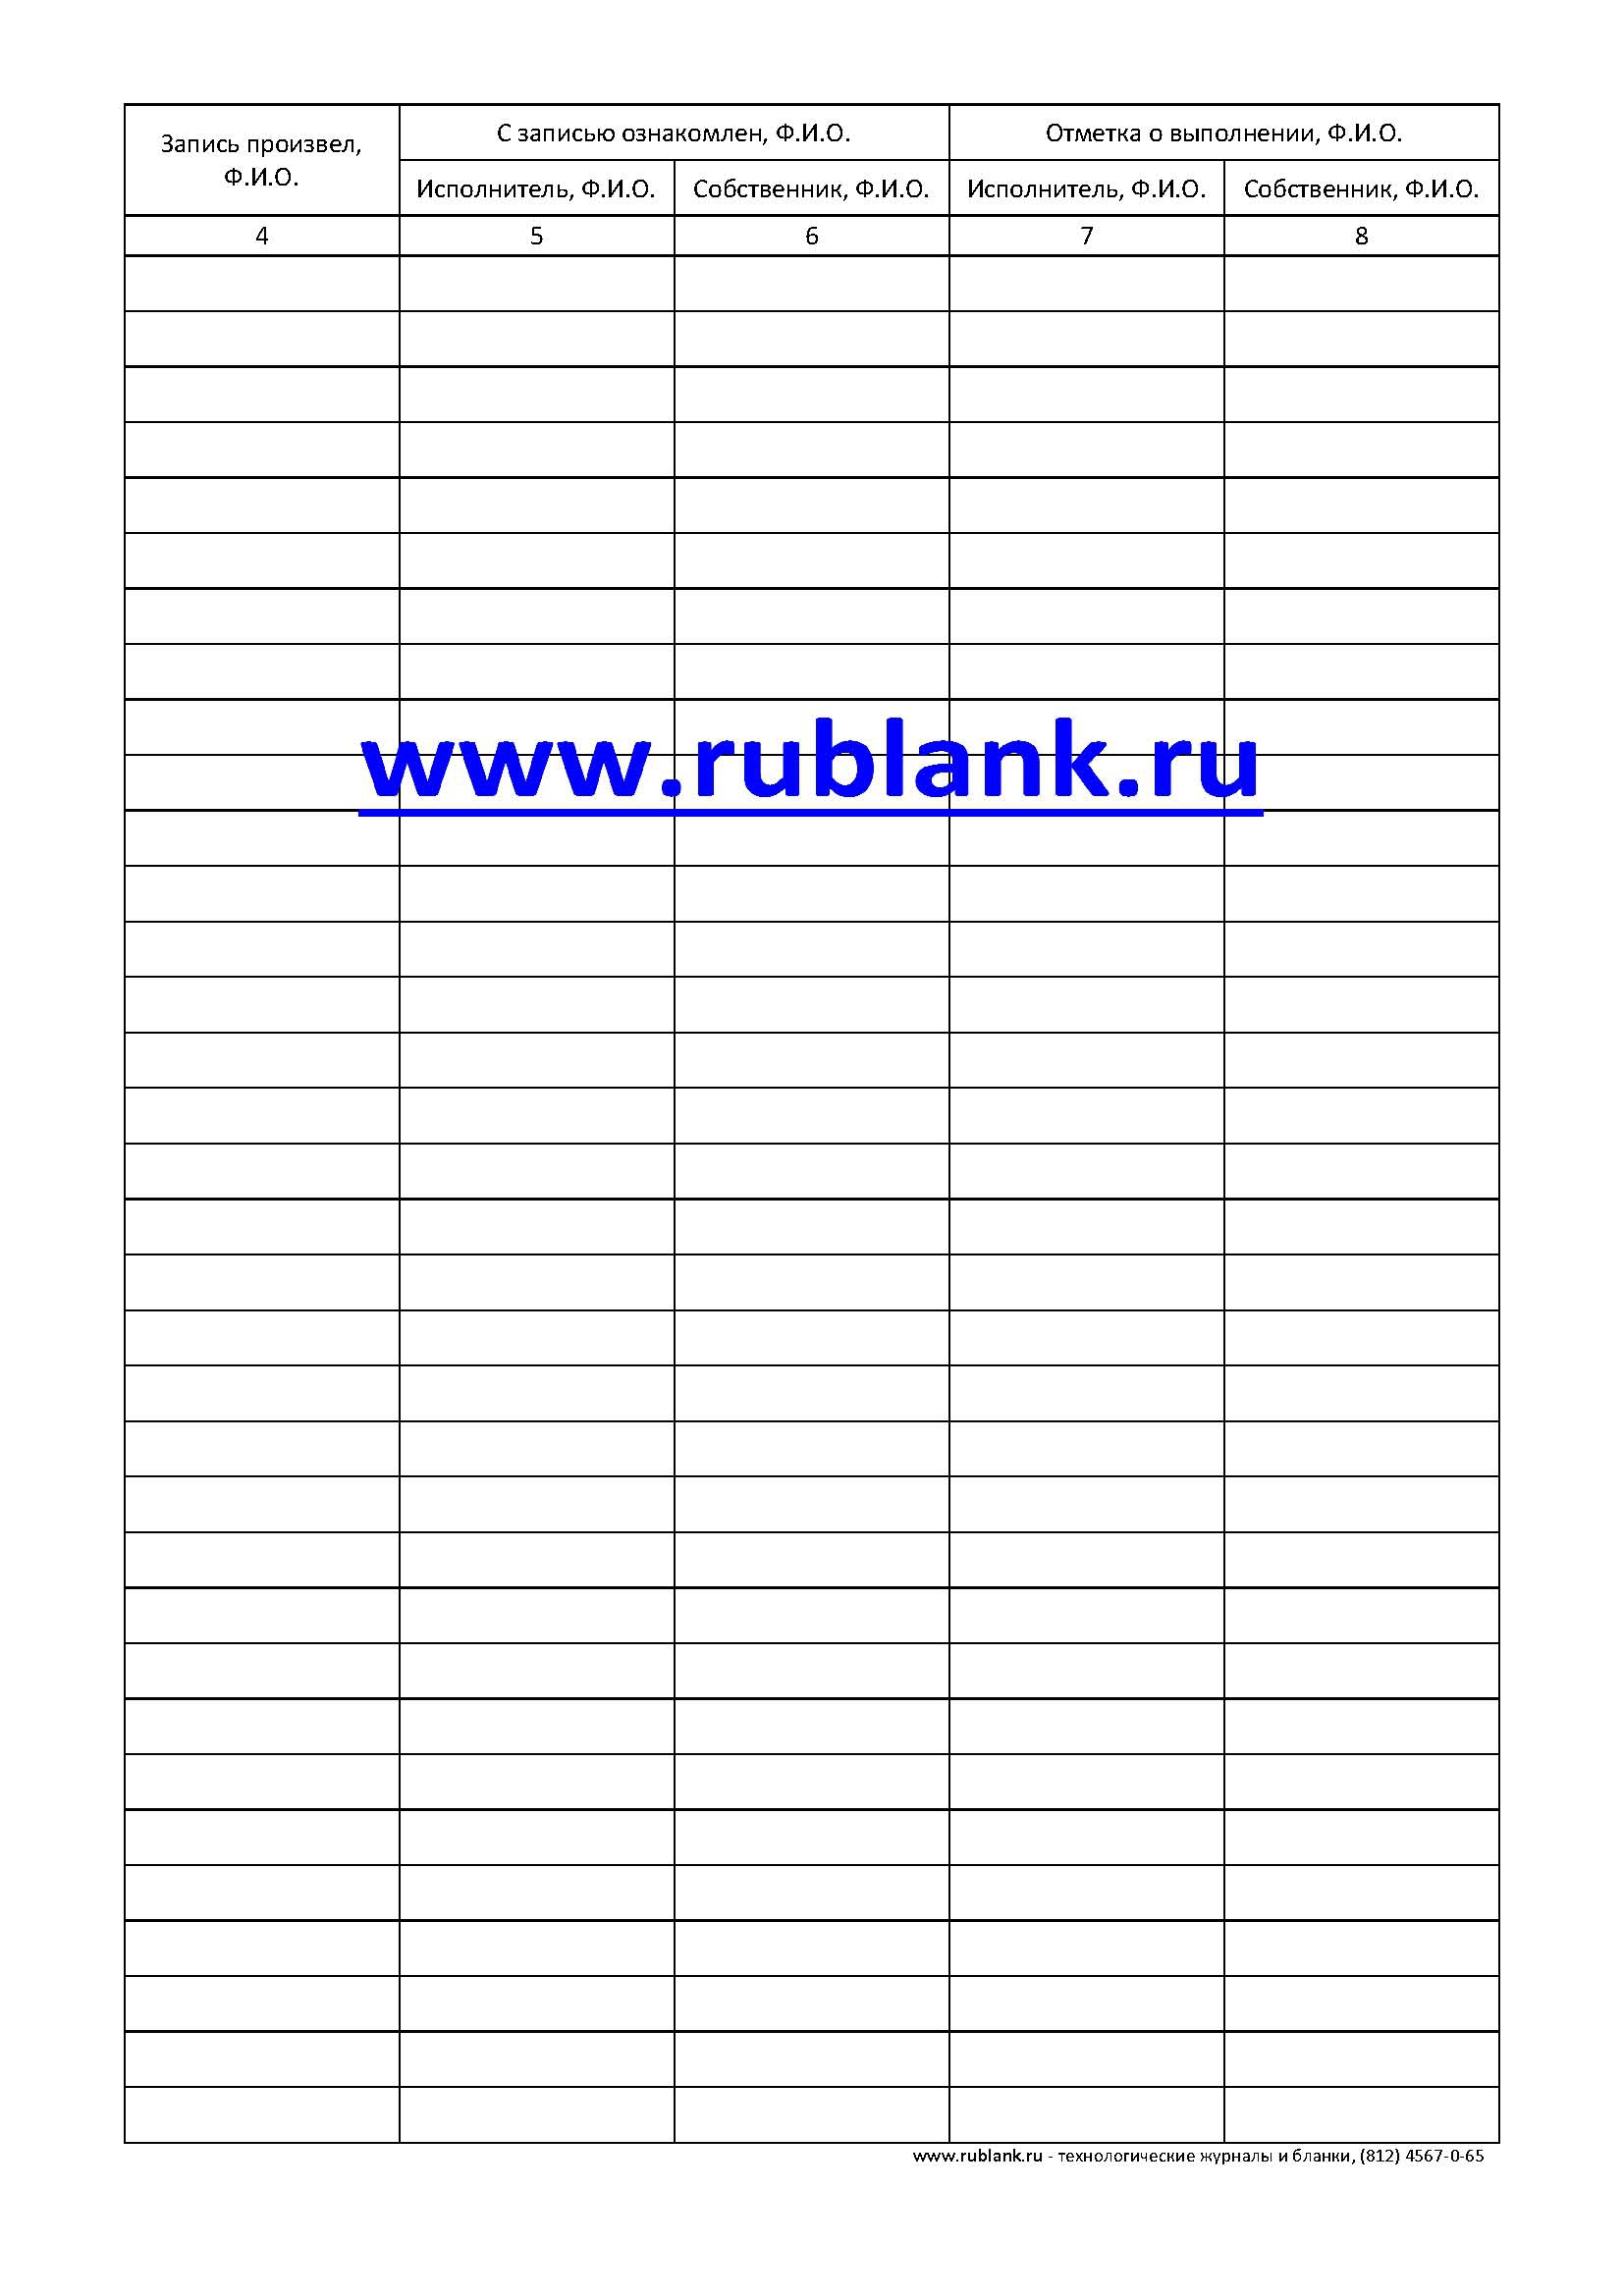 Запись произвел,
Ф.И.О.
С записью ознакомлен, Ф.И.О.
Отметка о выполнении, Ф.И.О.
Исполнитель, Ф.И.О.
Собственник, Ф.И.О.
Исполнитель, Ф.И.О.
Собственник, Ф.И.О.
4
5
6
7
8
www.rublank.ru
www.rublank.ru - технологические журналы и бланки, (812) 4567-0-65